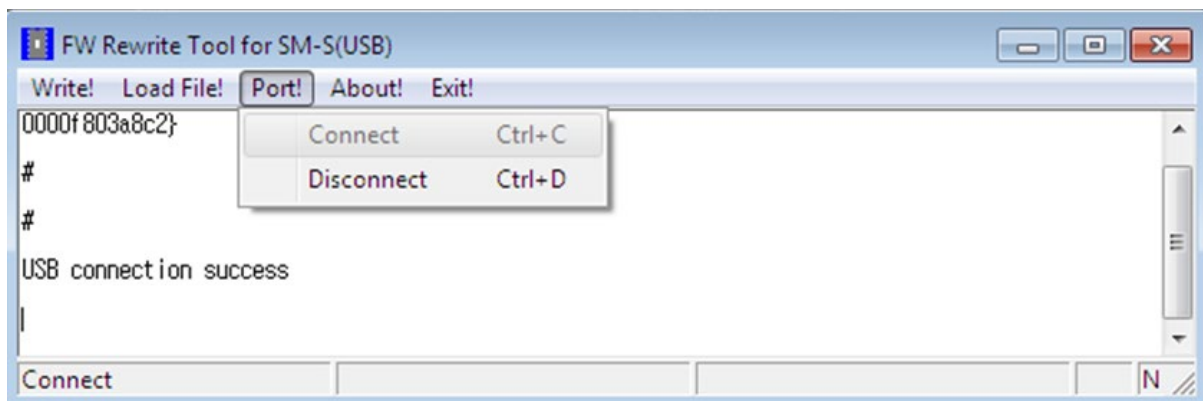 FW Rewrite Tool for SM-S(USB)
Write! Load File! Port! About! Exit!
0000f803a8c2}
Connect Ctrl+C
#
Disconnect Ctrl+D
#
USB connection success
Connect
N